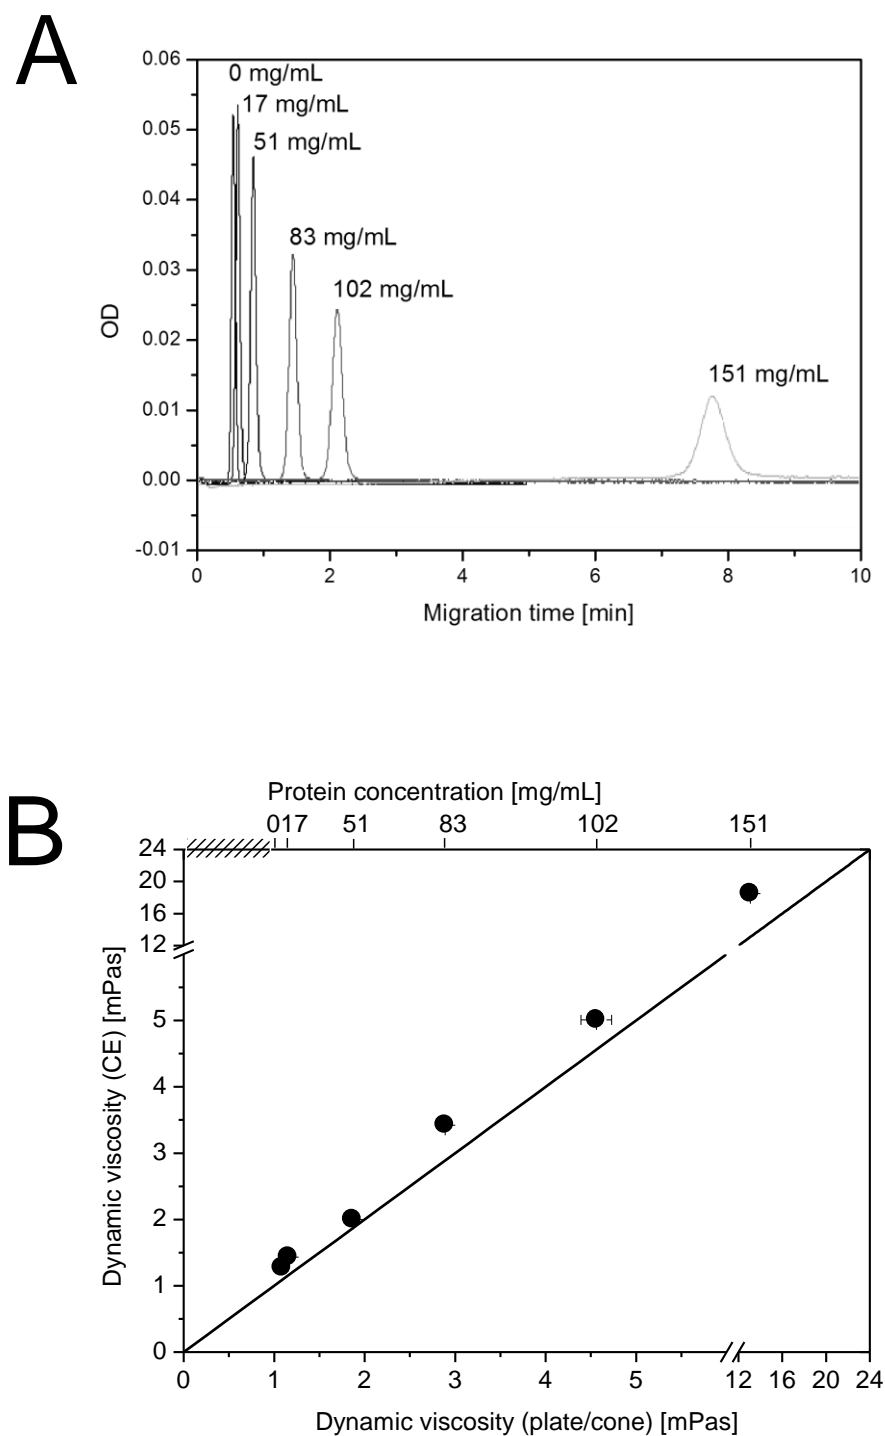 A
0.06
0 mg/mL
17 mg/mL
0.05
51 mg/mL
0.04
83 mg/mL
0.03
102 mg/mL
OD
0.02
151 mg/mL
0.01
0.00
-0.01
0 2 4 6 8 10
Migration time [min]
B
Protein concentration [mg/mL]
0 17 51 83 102 151
24
20
16
12
5
4
3
2
1
0
Dynamic viscosity (CE) [mPas]
0 1 2 3 4 5 12 16 20 24
Dynamic viscosity (plate/cone) [mPas]